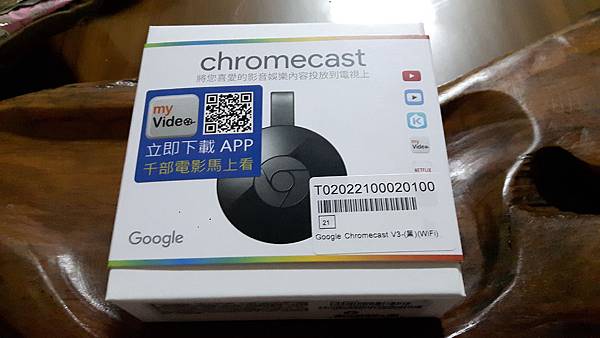 chromecast
將您喜愛的影音娛樂內容投放到電視上
my
Video
立即下載 APP
千部電影馬上看
my
Video
NETFLIX
T02022100020100
21
Google Chromecast V3-(黑)(WiFi)
Google